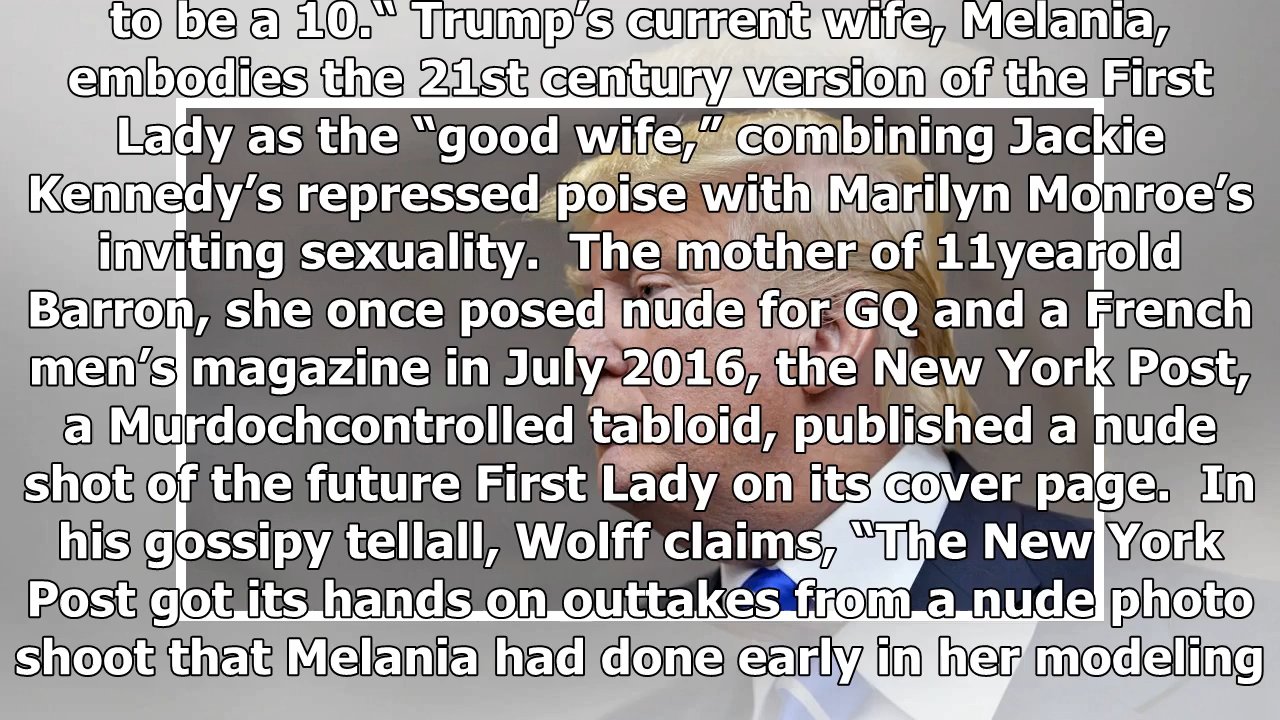 to be a 10.“ Trump’s current wife, Melania,
embodies the 21st century version of the First
Lady as the “good wife,” combining Jackie
Kennedy’s repressed poise with Marilyn Monroe’s
inviting sexuality.  The mother of 11yearold
Barron, she once posed nude for GQ and a French
men’s magazine in July 2016, the New York Post,
a Murdochcontrolled tabloid, published a nude
shot of the future First Lady on its cover page.  In
his gossipy tellall, Wolff claims, “The New York
Post got its hands on outtakes from a nude photo
shoot that Melania had done early in her modeling